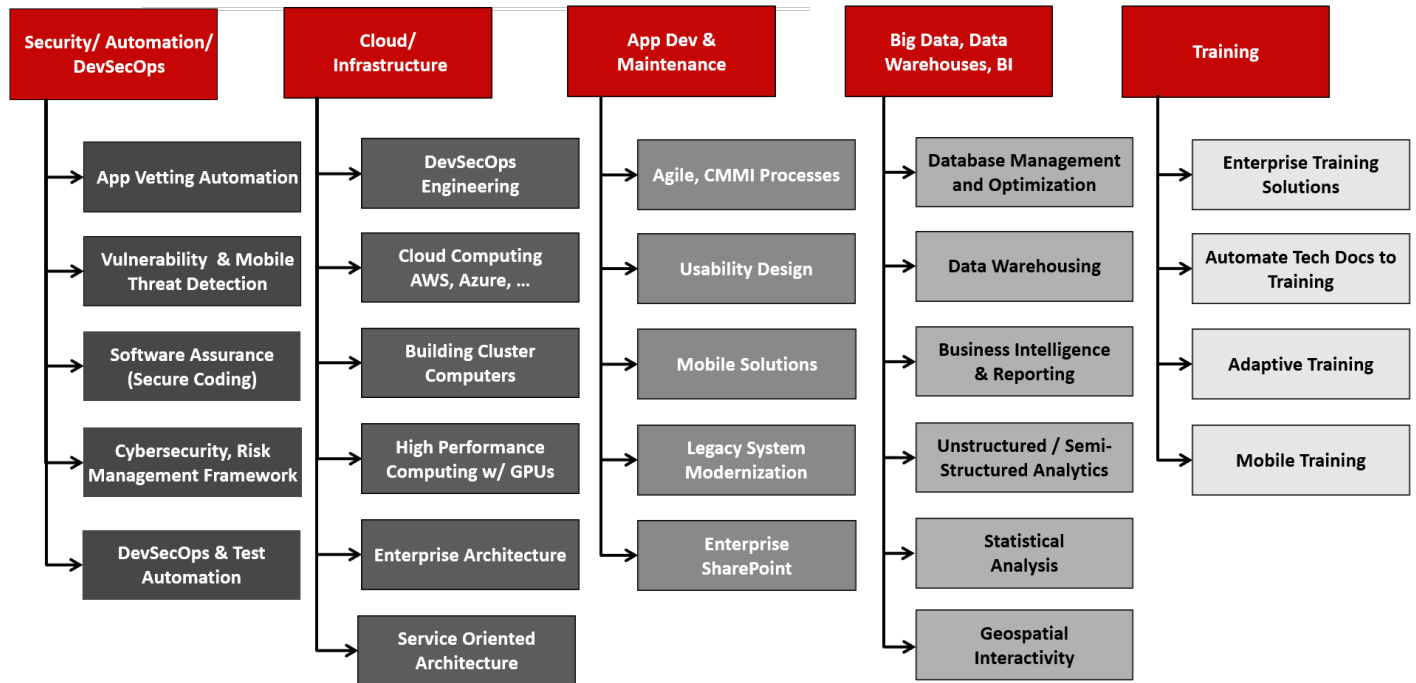 Security/ Automation/
DevSecOps
App Vetting Automation
Vulnerability & Mobile
Threat Detection
Software Assurance
(Secure Coding)
Cybersecurity, Risk
Management Framework
DevSecOps & Test
Automation
Cloud/
Infrastructure
DevSecOps
Engineering
Cloud Computing
AWS, Azure, ...
Building Cluster
Computers
High Performance
Computing w/ GPUs
Enterprise Architecture
Service Oriented
Architecture
App Dev &
Maintenance
Agile, CMMI Processes
Usability Design
Mobile Solutions
Legacy System
Modernization
Enterprise
SharePoint
Big Data, Data
Warehouses, BI
Database Management
and Optimization
Data Warehousing
Business Intelligence
& Reporting
Unstructured / Semi-
Structured Analytics
Statistical
Analysis
Geospatial
Interactivity
Training
Enterprise Training
Solutions
Automate Tech Docs to
Training
Adaptive Training
Mobile Training